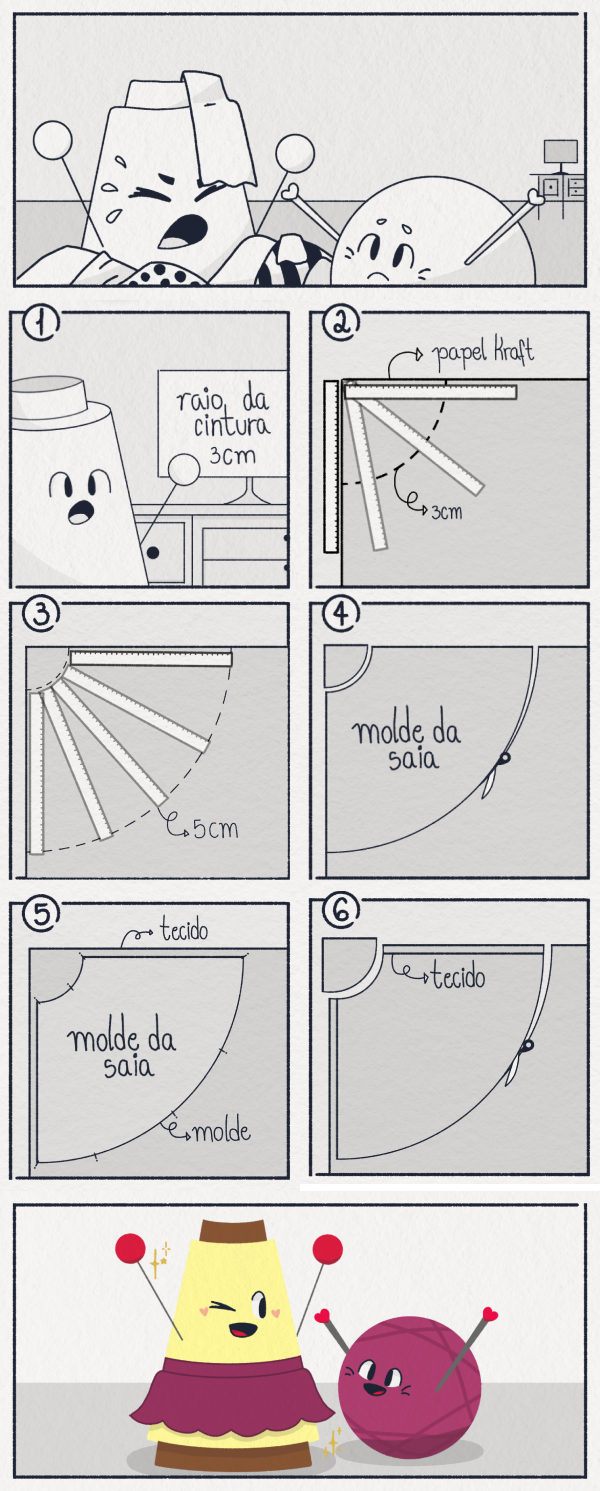 1
raio da
cintura
3cm
2
papel Kraft
3cm
3
5cm
4
molde da
saia
5
tecido
molde da
saia
molde
6
tecido